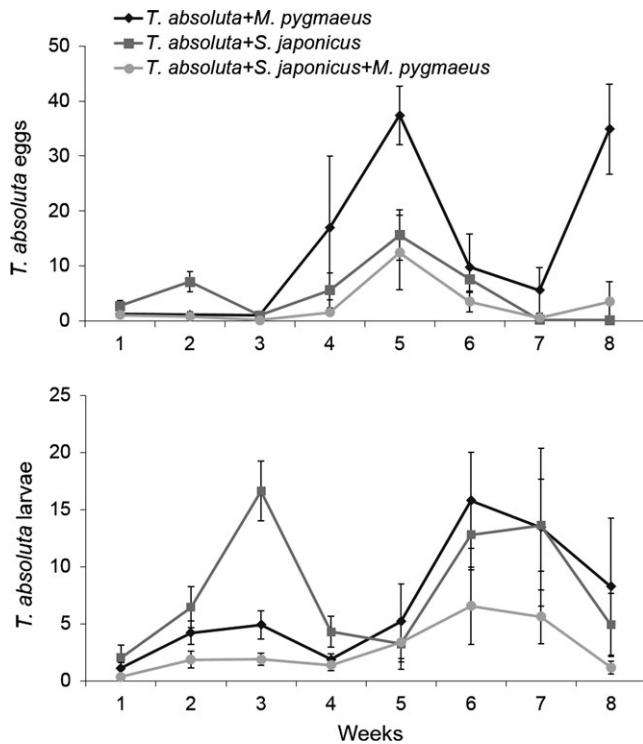 T. absoluta+M. pygmaeus
T. absoluta+S. japonicus
T. absoluta+S. japonicus+M. pygmaeus
T. absoluta eggs
50
40
30
20
10
0
1 2 3 4 5 6 7 8
T. absoluta larvae
25
20
15
10
5
0
1 2 3 4 5 6 7 8
Weeks